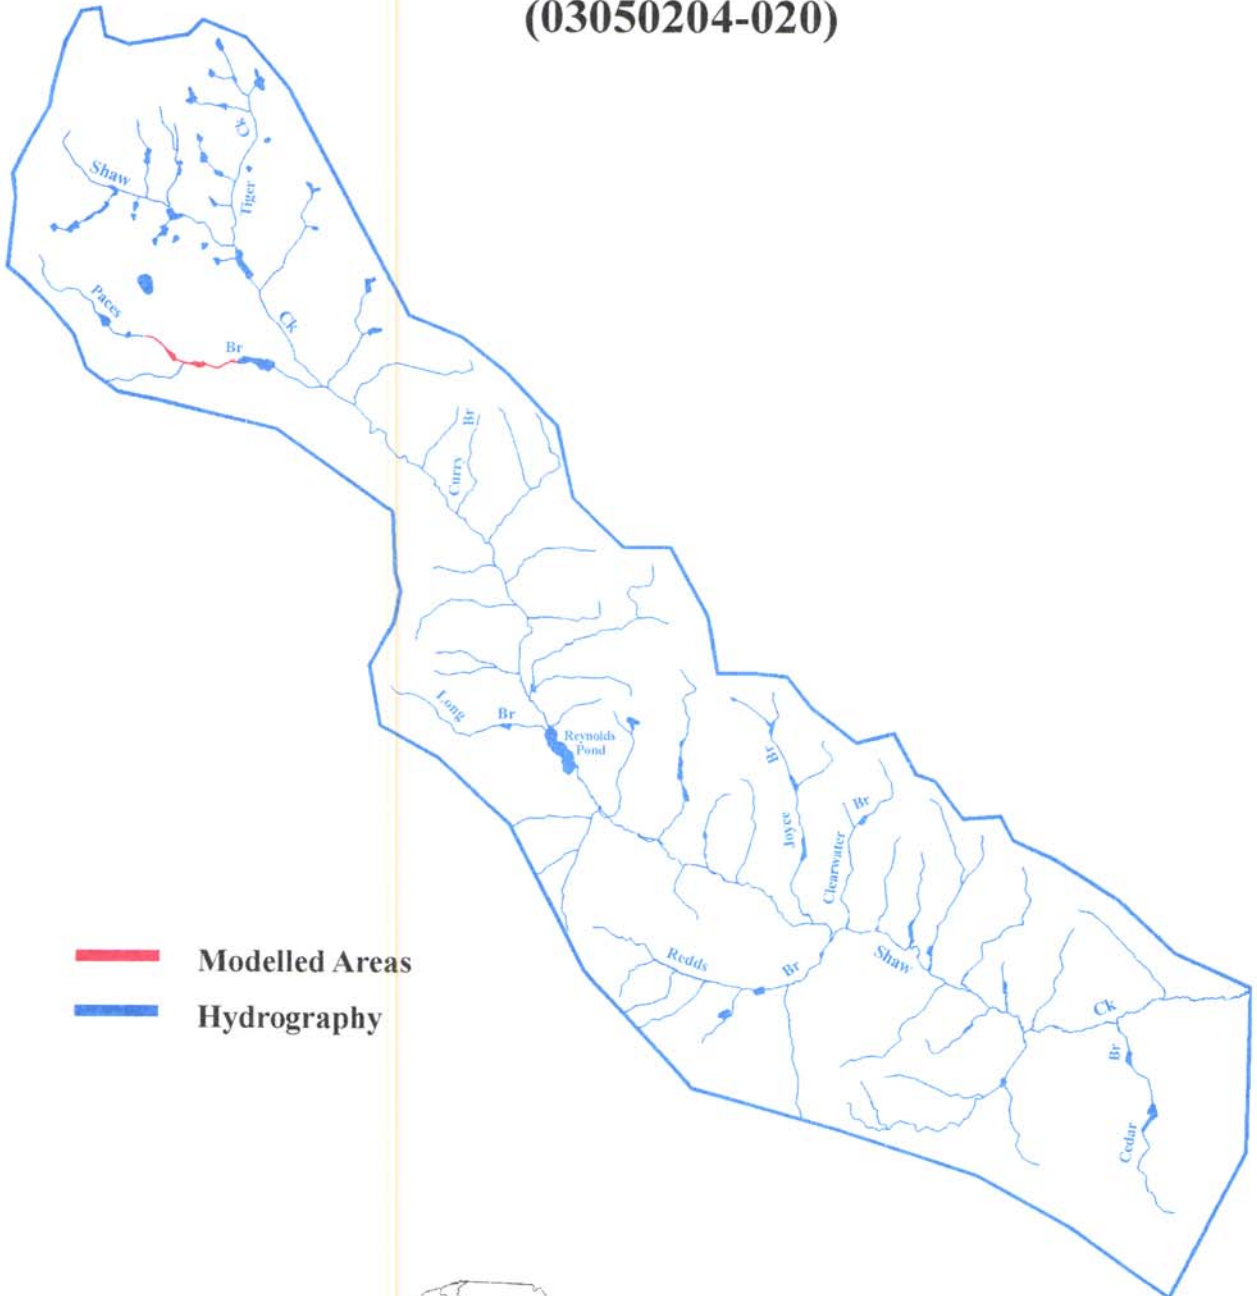 (03050204-020)
Ck
Shaw
Tiger
Paces
Ck
Br
Br
Curry
Long
Br
Reynolds
Pond
Br
Br
Joyce
Clearwater
Redds
Br
Shaw
Modelled Areas
Ck
Hydrography
Br
Cedar